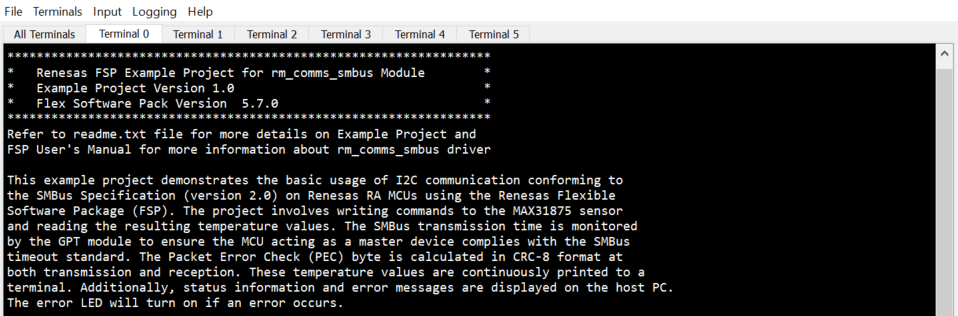 File Terminals Input Logging Help
All Terminals Terminal 0 Terminal 1 Terminal 2 Terminal 3 Terminal 4 Terminal 5
******************************************************************
* Renesas FSP Example Project for rm_comms_smbus Module *
* Example Project Version 1.0 *
* Flex Software Pack Version 5.7.0 *
******************************************************************
Refer to readme.txt file for more details on Example Project and
FSP User's Manual for more information about rm_comms_smbus driver
This example project demonstrates the basic usage of I2C communication conforming to
the SMBus Specification (version 2.0) on Renesas RA MCUs using the Renesas Flexible
Software Package (FSP). The project involves writing commands to the MAX31875 sensor
and reading the resulting temperature values. The SMBus transmission time is monitored
by the GPT module to ensure the MCU acting as a master device complies with the SMBus
timeout standard. The Packet Error Check (PEC) byte is calculated in CRC-8 format at
both transmission and reception. These temperature values are continuously printed to a
terminal. Additionally, status information and error messages are displayed on the host PC.
The error LED will turn on if an error occurs.